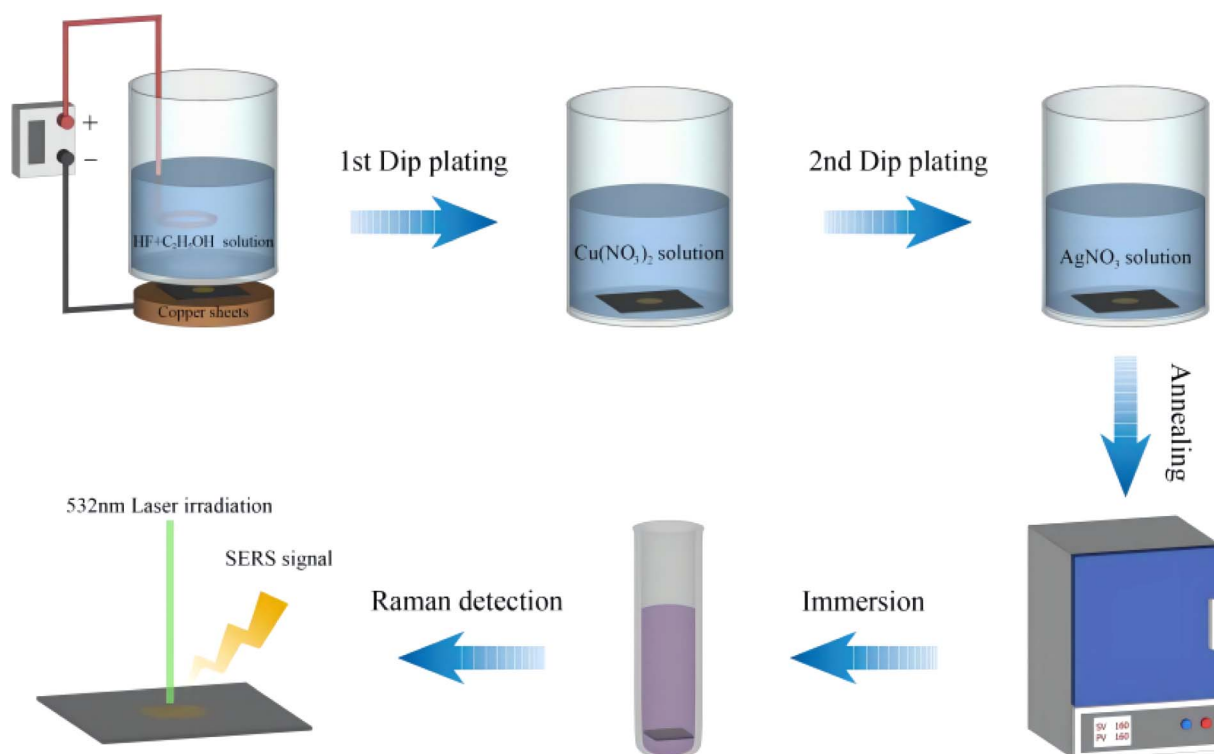 +
−
HF+C₂H₅OH solution
Copper sheets
1st Dip plating
Cu(NO₃)₂ solution
2nd Dip plating
AgNO₃ solution
Annealing
532nm Laser irradiation
SERS signal
Raman detection
Immersion
SV 160
PV 160